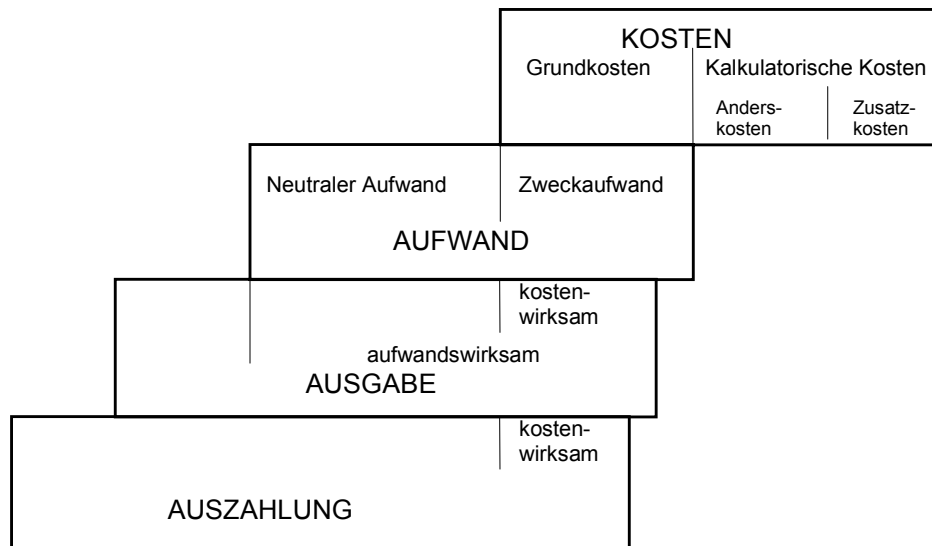 KOSTEN
Grundkosten
Kalkulatorische Kosten
Anders-
kosten
Zusatz-
kosten
Neutraler Aufwand
Zweckaufwand
AUFWAND
kosten-
wirksam
aufwandswirksam
AUSGABE
kosten-
wirksam
AUSZAHLUNG